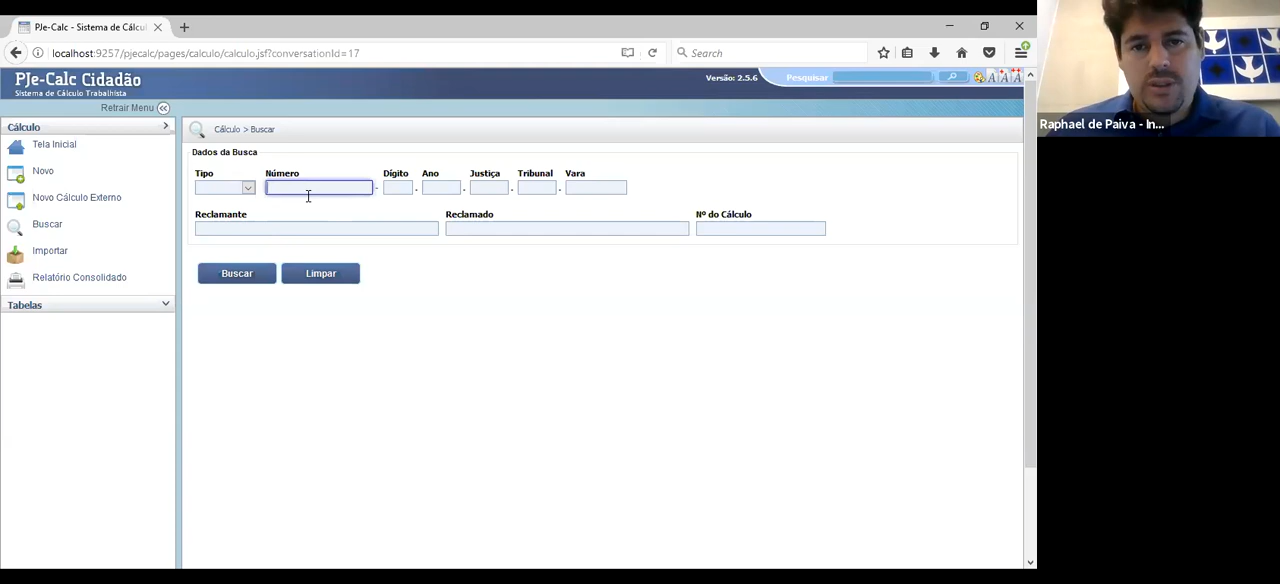 PJe-Calc - Sistema de Cálcu
localhost:9257/pjecalc/pages/calculo/calculo.jsf?conversationId=17
Search
PJe-Calc Cidadão
Sistema de Cálculo Trabalhista
Versão: 2.5.6
Pesquisar
A A A
Retrair Menu
Cálculo
Tela Inicial
Novo
Novo Cálculo Externo
Buscar
Importar
Relatório Consolidado
Tabelas
Cálculo > Buscar
Dados da Busca
Tipo Número Dígito Ano Justiça Tribunal Vara
- . . . .
Reclamante Reclamado Nº do Cálculo
Buscar Limpar
Raphael de Paiva - In...